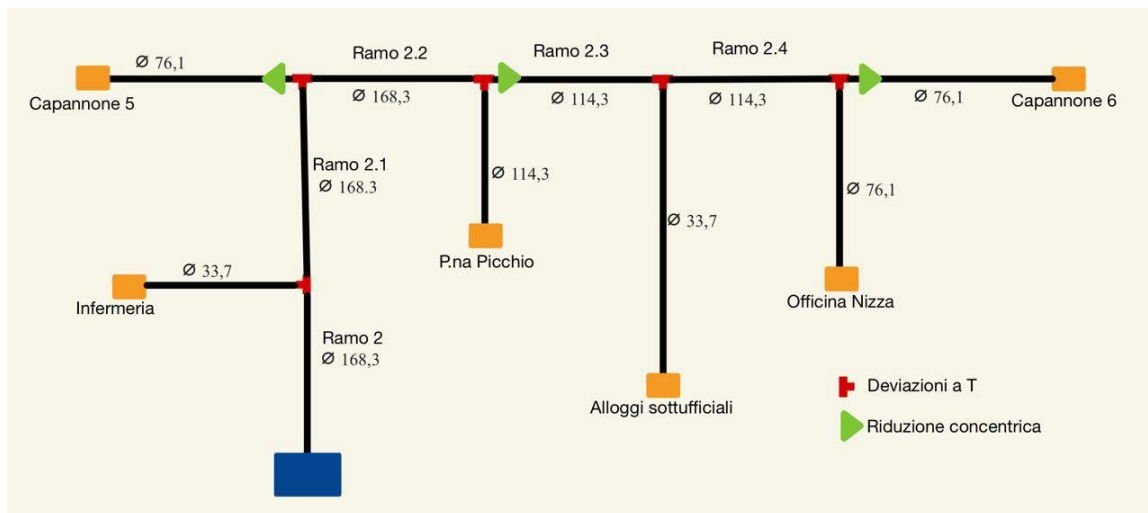 Ø 76,1
Ramo 2.2
Ramo 2.3
Ramo 2.4
Capannone 5
Ø 168,3
Ø 114,3
Ø 114,3
Ø 76,1
Capannone 6
Ramo 2.1
Ø 168.3
Ø 114,3
Ø 76,1
Ø 33,7
P.na Picchio
Ø 33,7
Infermeria
Officina Nizza
Ramo 2
Ø 168,3
Alloggi sottufficiali
Deviazioni a T
Riduzione concentrica